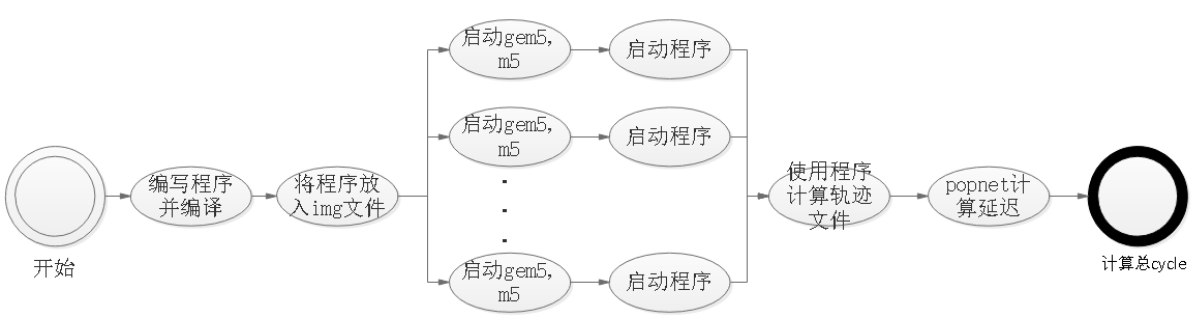 开始
编写程序
并编译
将程序放
入img文件
启动gem5,
m5
启动程序
启动gem5,
m5
启动程序
启动gem5,
m5
启动程序
使用程序
计算轨迹
文件
popnet计
算延迟
计算总cycle